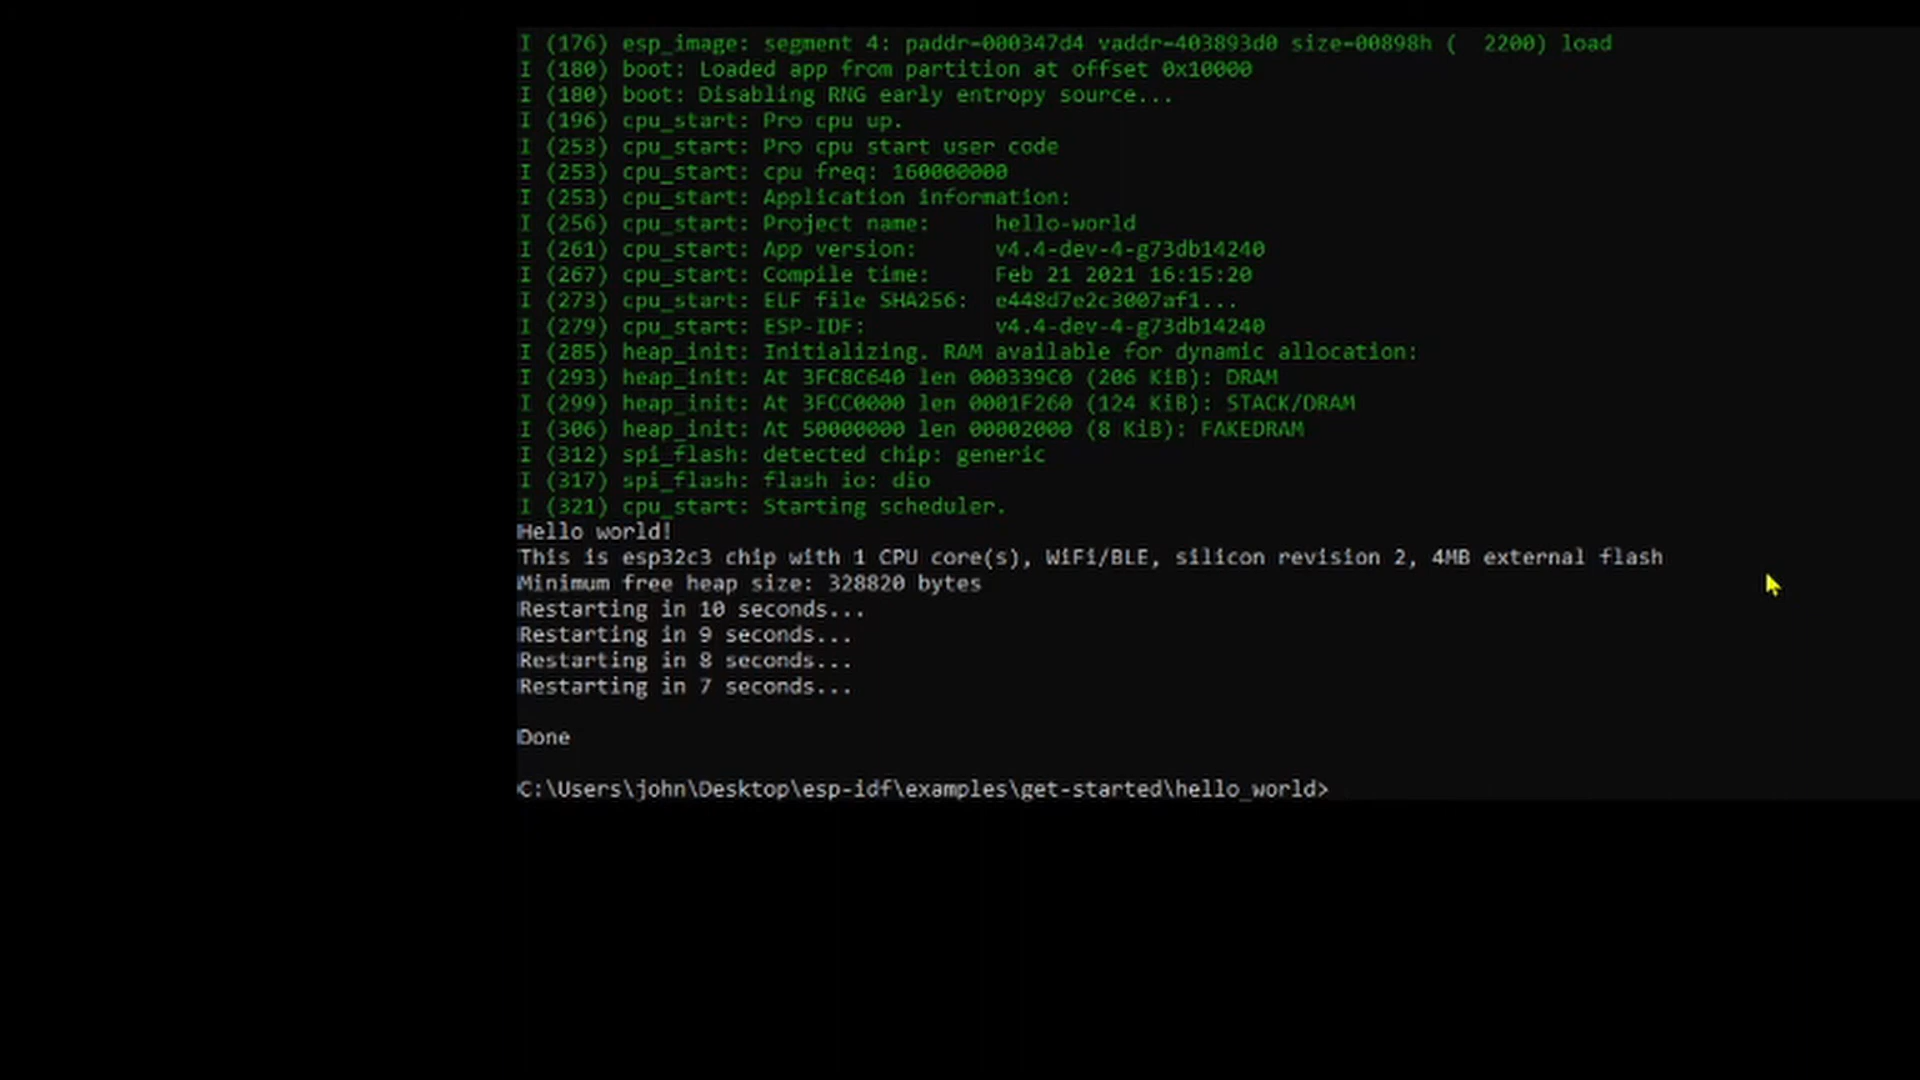 I (176) esp_image: segment 4: paddr=000347d4 vaddr=403893d0 size=00898h (  2200) load
I (180) boot: Loaded app from partition at offset 0x10000
I (180) boot: Disabling RNG early entropy source...
I (196) cpu_start: Pro cpu up.
I (253) cpu_start: Pro cpu start user code
I (253) cpu_start: cpu freq: 160000000
I (253) cpu_start: Application information:
I (256) cpu_start: Project name:     hello-world
I (261) cpu_start: App version:      v4.4-dev-4-g73db14240
I (267) cpu_start: Compile time:     Feb 21 2021 16:15:20
I (273) cpu_start: ELF file SHA256:  e448d7e2c3007af1...
I (279) cpu_start: ESP-IDF:          v4.4-dev-4-g73db14240
I (285) heap_init: Initializing. RAM available for dynamic allocation:
I (293) heap_init: At 3FC8C640 len 000339C0 (206 KiB): DRAM
I (299) heap_init: At 3FCC0000 len 0001F260 (124 KiB): STACK/DRAM
I (306) heap_init: At 50000000 len 00002000 (8 KiB): FAKEDRAM
I (312) spi_flash: detected chip: generic
I (317) spi_flash: flash io: dio
I (321) cpu_start: Starting scheduler.
Hello world!
This is esp32c3 chip with 1 CPU core(s), WiFi/BLE, silicon revision 2, 4MB external flash
Minimum free heap size: 328820 bytes
Restarting in 10 seconds...
Restarting in 9 seconds...
Restarting in 8 seconds...
Restarting in 7 seconds...
Done
C:\Users\john\Desktop\esp-idf\examples\get-started\hello_world>